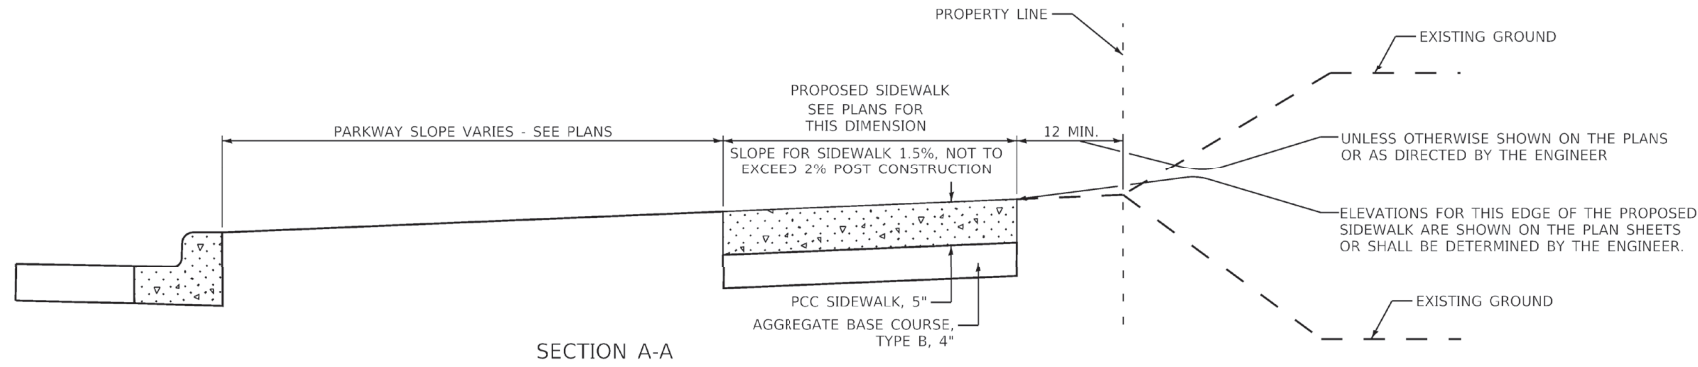 PROPERTY LINE
EXISTING GROUND
PROPOSED SIDEWALK
SEE PLANS FOR
THIS DIMENSION
PARKWAY SLOPE VARIES - SEE PLANS
12 MIN.
UNLESS OTHERWISE SHOWN ON THE PLANS
OR AS DIRECTED BY THE ENGINEER
SLOPE FOR SIDEWALK 1.5%, NOT TO
EXCEED 2% POST CONSTRUCTION
ELEVATIONS FOR THIS EDGE OF THE PROPOSED
SIDEWALK ARE SHOWN ON THE PLAN SHEETS
OR SHALL BE DETERMINED BY THE ENGINEER.
PCC SIDEWALK, 5"
EXISTING GROUND
AGGREGATE BASE COURSE,
TYPE B, 4"
SECTION A-A